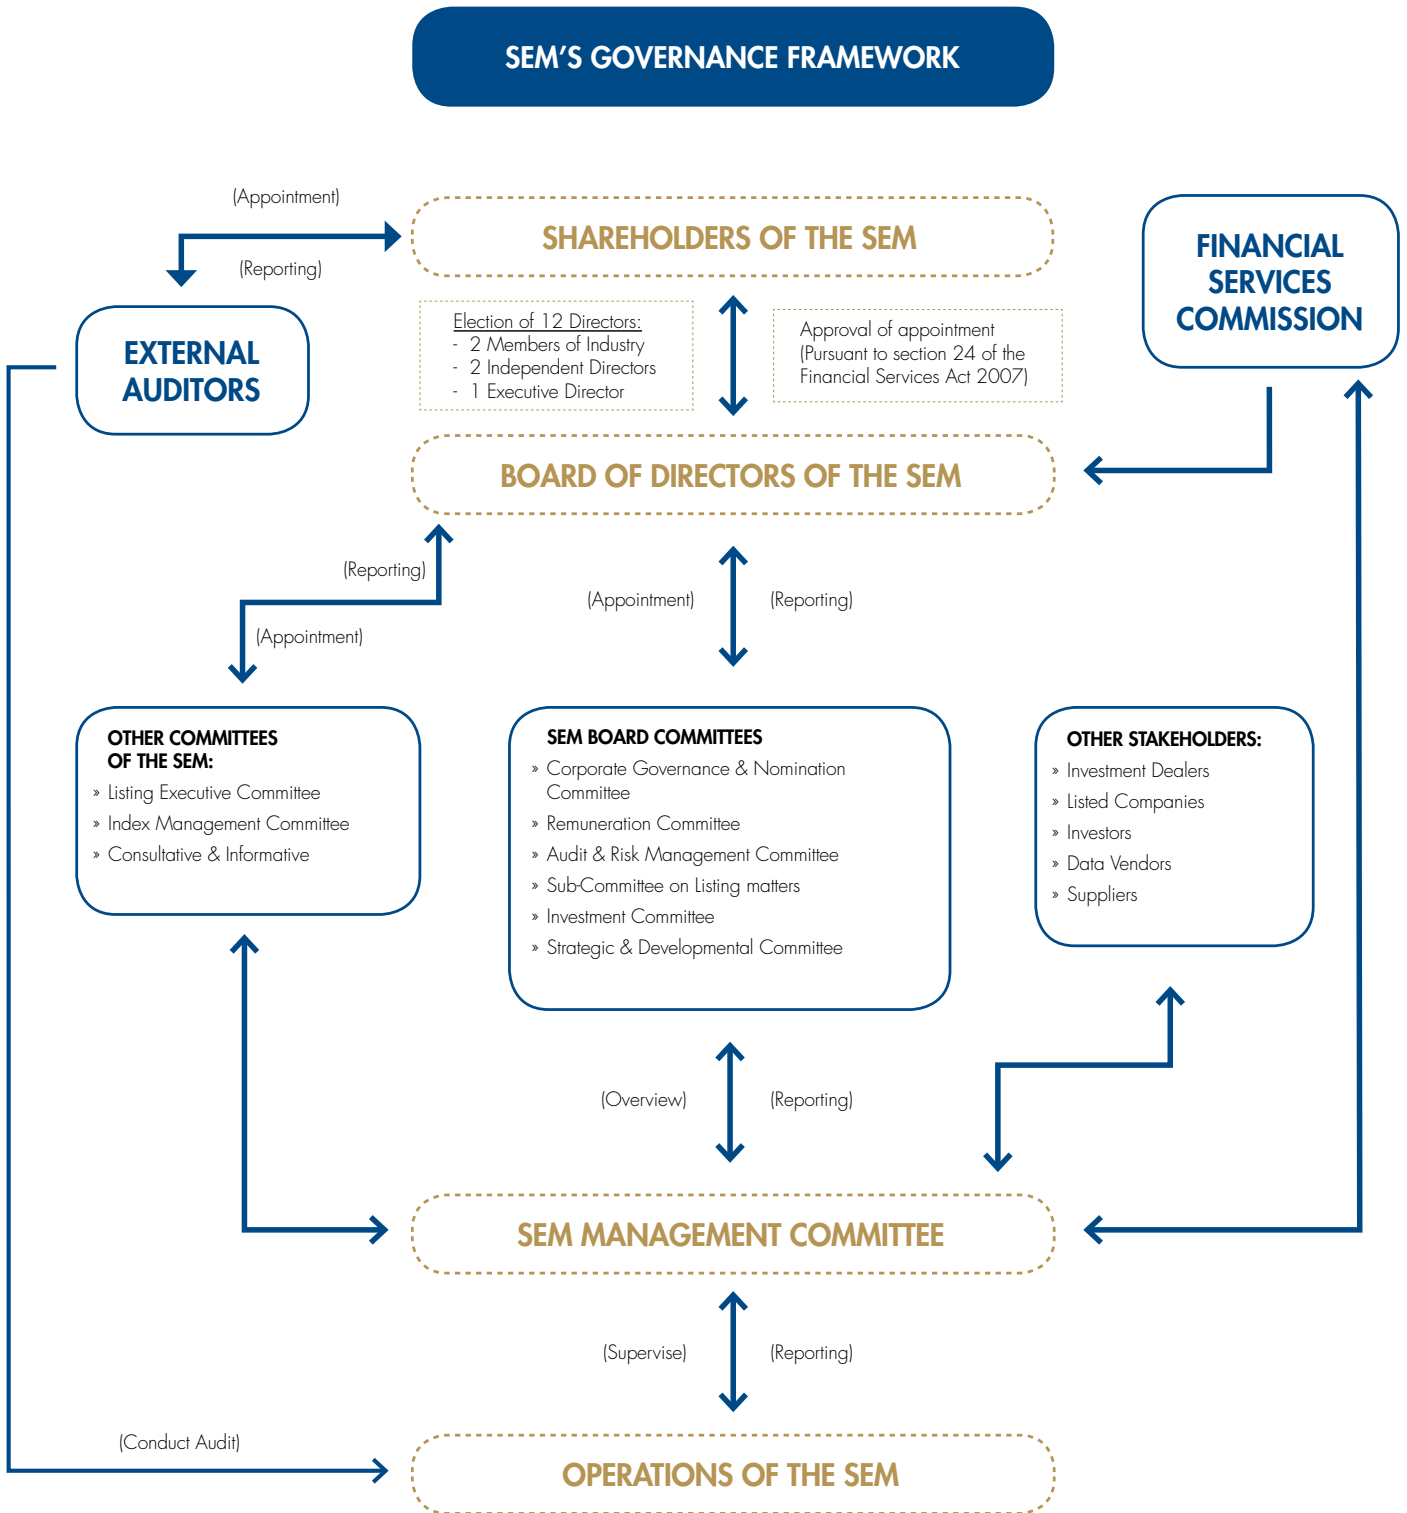 SEM'S GOVERNANCE FRAMEWORK
(Appointment)
SHAREHOLDERS OF THE SEM
(Reporting)
FINANCIAL
SERVICES
COMMISSION
EXTERNAL
AUDITORS
Election of 12 Directors:
- 2 Members of Industry
- 2 Independent Directors
- 1 Executive Director
Approval of appointment
(Pursuant to section 24 of the
Financial Services Act 2007)
BOARD OF DIRECTORS OF THE SEM
(Reporting)
(Appointment)
(Appointment)
(Reporting)
OTHER COMMITTEES
OF THE SEM:
» Listing Executive Committee
» Index Management Committee
» Consultative & Informative
SEM BOARD COMMITTEES
» Corporate Governance & Nomination
Committee
» Remuneration Committee
» Audit & Risk Management Committee
» Sub-Committee on Listing matters
» Investment Committee
» Strategic & Developmental Committee
OTHER STAKEHOLDERS:
» Investment Dealers
» Listed Companies
» Investors
» Data Vendors
» Suppliers
(Overview)
(Reporting)
SEM MANAGEMENT COMMITTEE
(Supervise)
(Reporting)
(Conduct Audit)
OPERATIONS OF THE SEM